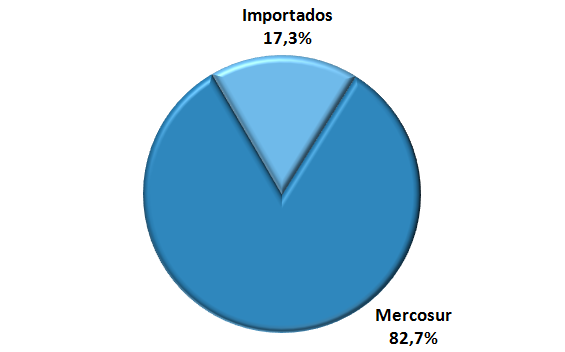 Importados
17,3%
Mercosur
82,7%